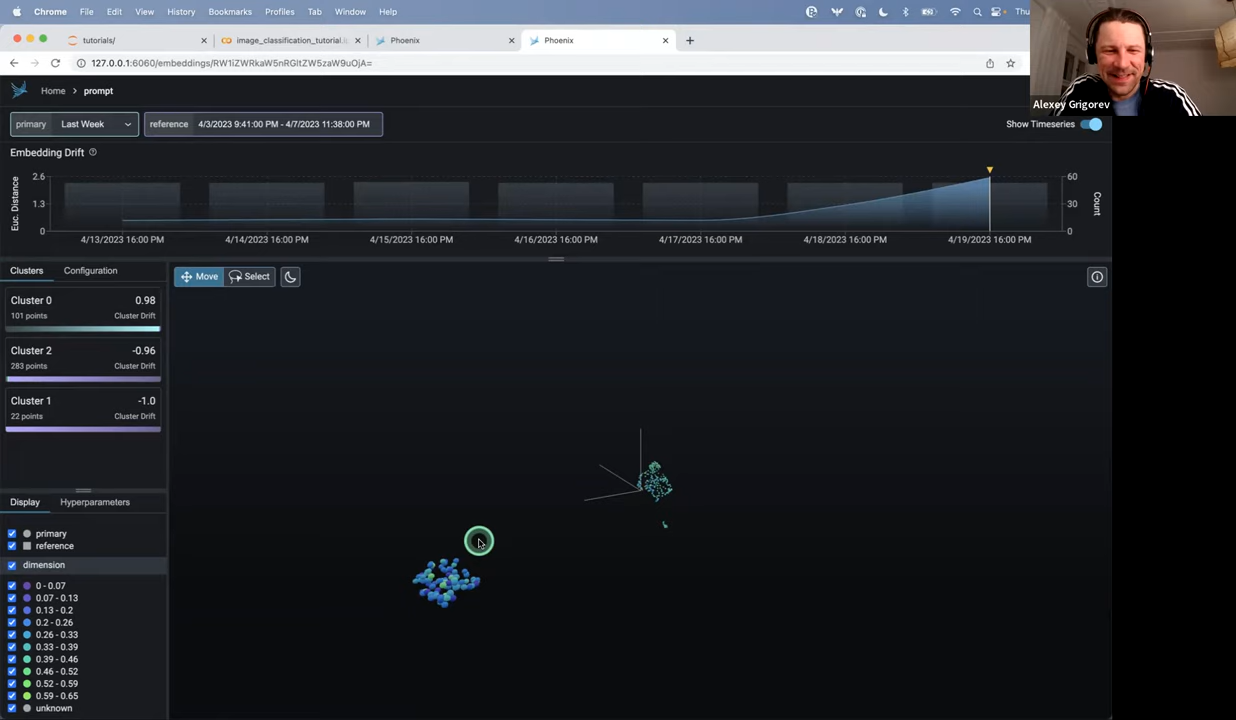 Chrome File Edit View History Bookmarks Profiles Tab Window Help Thu
tutorials/ image_classification_tutorial.i Phoenix Phoenix
127.0.0.1:6060/embeddings/RW1iZWRkaW5nRGltZW5zaW9uOjA=
Alexey Grigorev
Home > prompt
primary Last Week reference 4/3/2023 9:41:00 PM - 4/7/2023 11:38:00 PM Show Timeseries
Embedding Drift
Euc. Distance
2.6
1.3
0
60
30
0
Count
4/13/2023 16:00 PM 4/14/2023 16:00 PM 4/15/2023 16:00 PM 4/16/2023 16:00 PM 4/17/2023 16:00 PM 4/18/2023 16:00 PM 4/19/2023 16:00 PM
Clusters Configuration
Move Select
Cluster 0 0.98
101 points Cluster Drift
Cluster 2 -0.96
283 points Cluster Drift
Cluster 1 -1.0
22 points Cluster Drift
Display Hyperparameters
primary
reference
dimension
0 - 0.07
0.07 - 0.13
0.13 - 0.2
0.2 - 0.26
0.26 - 0.33
0.33 - 0.39
0.39 - 0.46
0.46 - 0.52
0.52 - 0.59
0.59 - 0.65
unknown